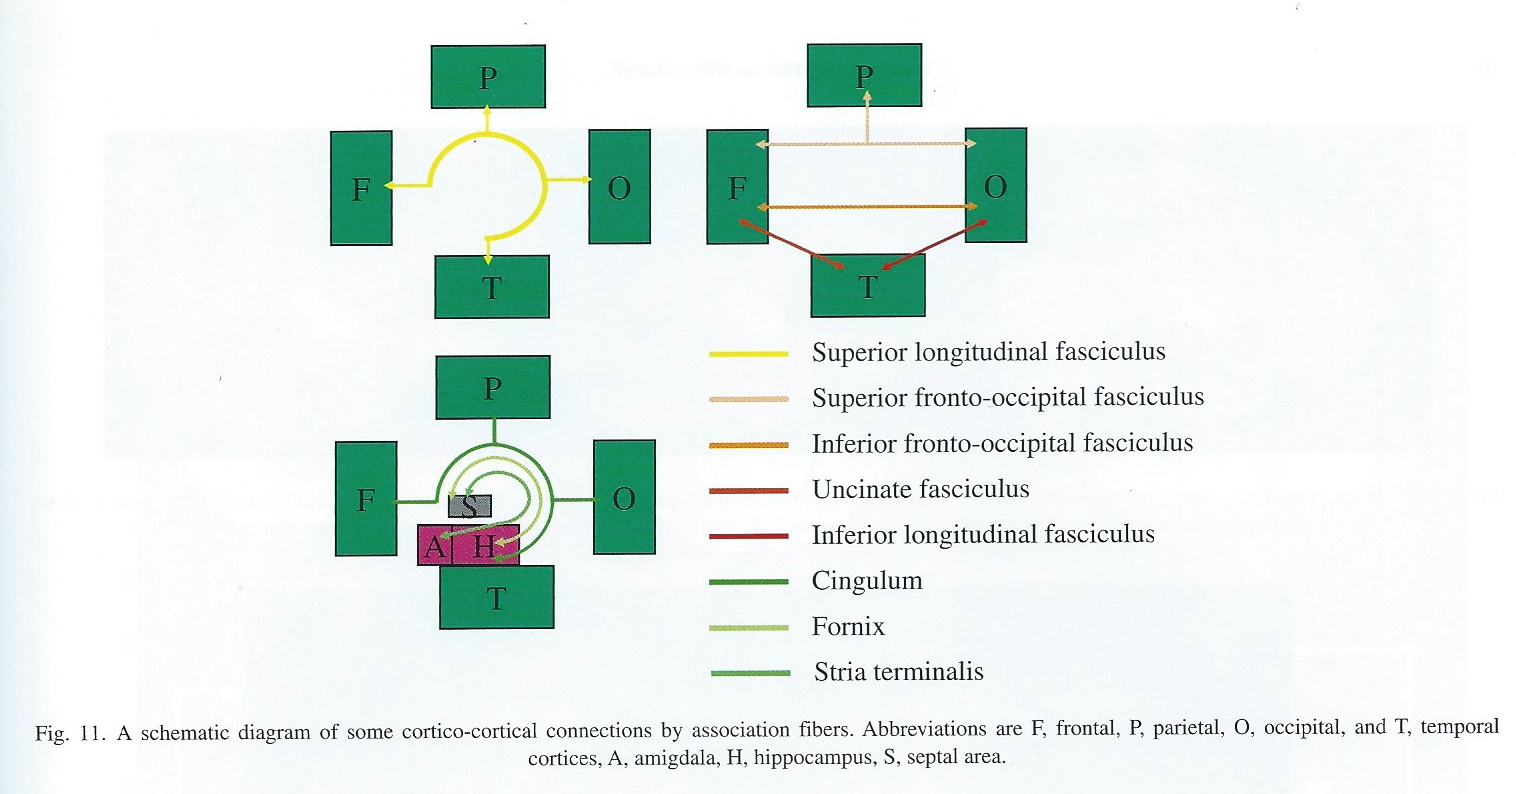 P
F
O
T
P
F
O
T
P
F
S
O
A
H
T
Superior longitudinal fasciculus
Superior fronto-occipital fasciculus
Inferior fronto-occipital fasciculus
Uncinate fasciculus
Inferior longitudinal fasciculus
Cingulum
Fornix
Stria terminalis
Fig. 11. A schematic diagram of some cortico-cortical connections by association fibers. Abbreviations are F, frontal, P, parietal, O, occipital, and T, temporal
cortices, A, amigdala, H, hippocampus, S, septal area.